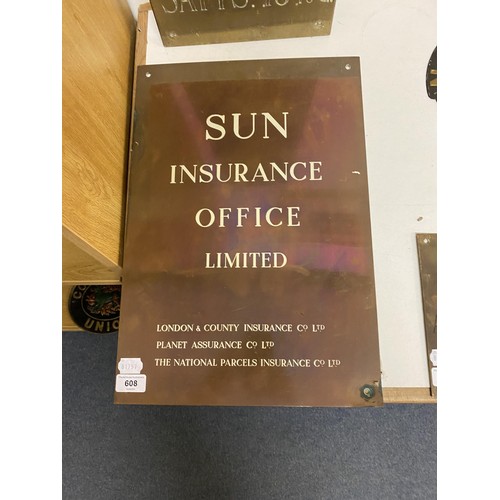 SUN
INSURANCE
OFFICE
LIMITED
LONDON & COUNTY INSURANCE Co LTD
PLANET ASSURANCE Co LTD
THE NATIONAL PARCELS INSURANCE Co LTD
608
UNIO